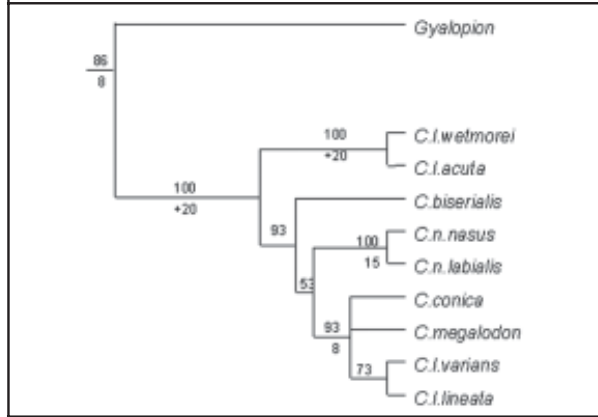 Gyalopion
86
8
100
C.l.wetmorei
+20
C.l.acuta
100
+20
C.biserialis
93
C.n.nasus
100
15
C.n.labialis
53
C.conica
93
8
C.megalodon
73
C.l.varians
C.l.lineata